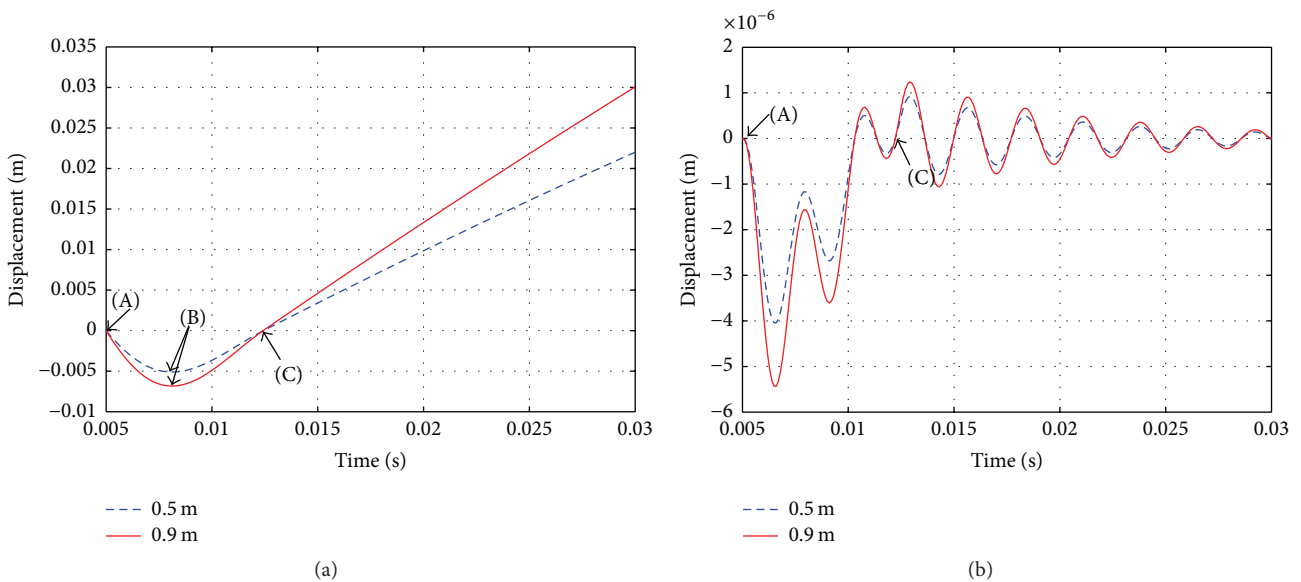 0.035
0.03
0.025
0.02
0.015
0.01
0.005
0
−0.005
−0.01
Displacement (m)
(A)
(B)
(C)
0.005 0.01 0.015 0.02 0.025 0.03
Time (s)
0.5 m
0.9 m
(a)
×10−6
2
1
0
−1
−2
−3
−4
−5
−6
Displacement (m)
(A)
(C)
0.005 0.01 0.015 0.02 0.025 0.03
Time (s)
0.5 m
0.9 m
(b)